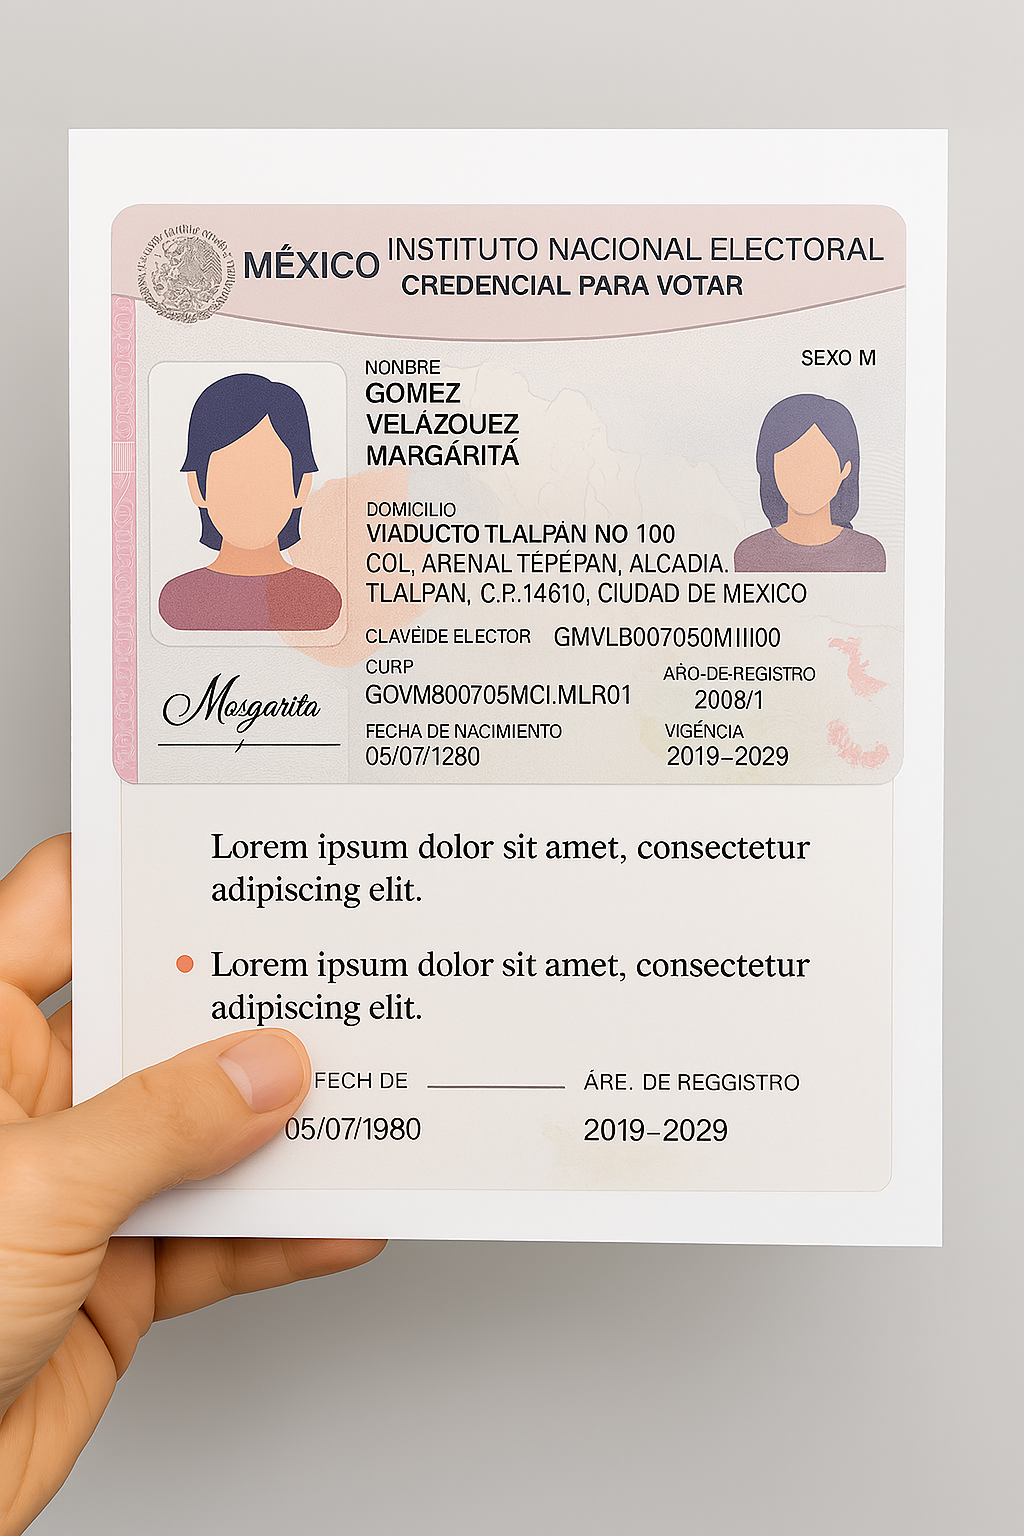 MÉXICO INSTITUTO NACIONAL ELECTORAL
CREDENCIAL PARA VOTAR
SEXO M
NONBRE
GOMEZ
VELÁZOUEZ
MARGÁRITÁ
DOMICILIO
VIADUCTO TLALPÁN NO 100
COL, ARENAL TÉPÉPAN, ALCADIA.
TLALPAN, C.P.14610, CIUDAD DE MEXICO
CLAVEIDE ELECTOR GMVLB007050MIII00
CURP
GOVM800705MCI.MLR01
AÑO-DE-REGISTRO
2008/1
FECHA DE NACIMIENTO
05/07/1280
VIGÉNCIA
2019–2029
Mosgarita
Lorem ipsum dolor sit amet, consectetur
adipiscing elit.
Lorem ipsum dolor sit amet, consectetur
adipiscing elit.
FECH DE ÁRE. DE REGGISTRO
05/07/1980 2019–2029